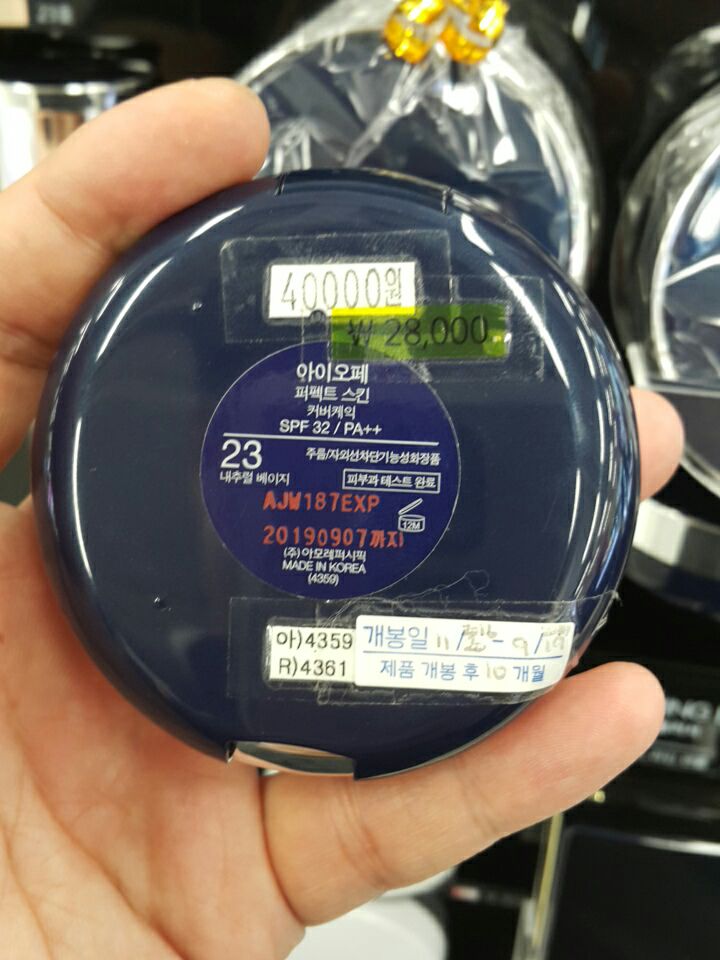 40000원
₩ 28,000
아이오페
퍼펙트 스킨
커버케익
SPF 32 / PA++
23
내추럴 베이지
주름/자외선차단기능성화장품
피부과 테스트 완료
AJW187EXP
20190907까지
12M
(주)아모레퍼시픽
MADE IN KOREA
(4359)
아)4359
R)4361
개봉일 11/ - 9/
제품 개봉 후 10 개월
218